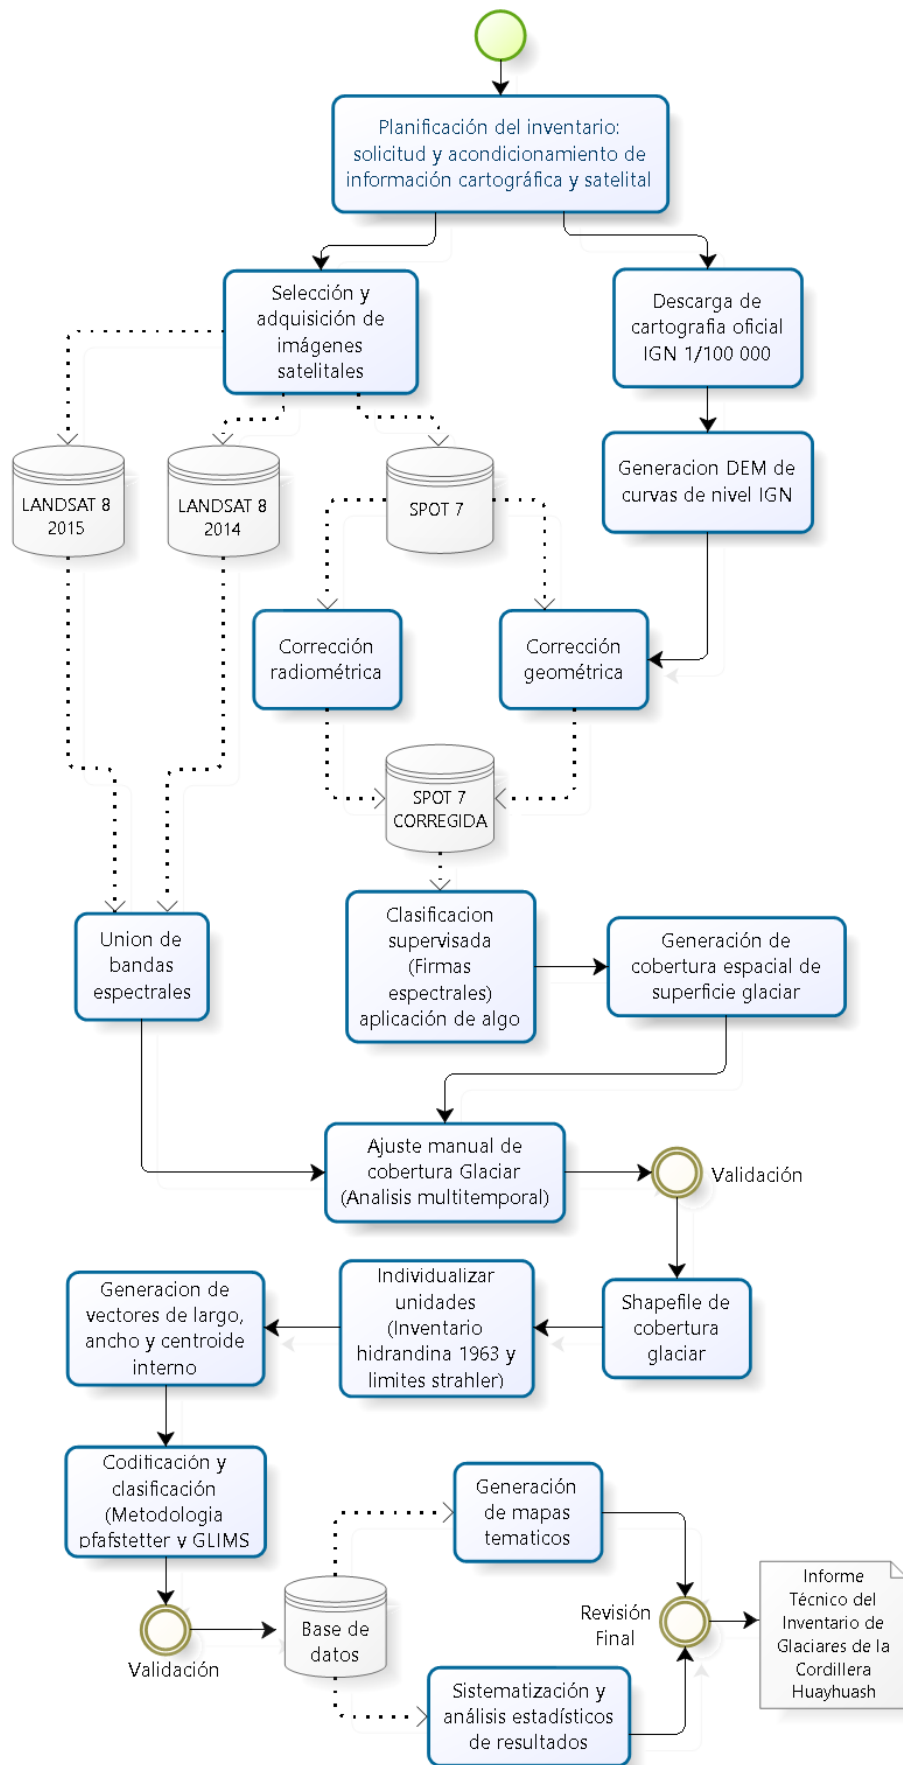 Planificación del inventario:
solicitud y acondicionamiento de
información cartográfica y satelital
Selección y
adquisición de
imágenes
satelitales
Descarga de
cartografia oficial
IGN 1/100 000
LANDSAT 8
2015
LANDSAT 8
2014
SPOT 7
Generacion DEM de
curvas de nivel IGN
Corrección
radiométrica
Corrección
geométrica
SPOT 7
CORREGIDA
Union de
bandas
espectrales
Clasificacion
supervisada
(Firmas
espectrales)
aplicación de algo
Generación de
cobertura espacial de
superficie glaciar
Ajuste manual de
cobertura Glaciar
(Analisis multitemporal)
Validación
Generacion de
vectores de largo,
ancho y centroide
interno
Individualizar
unidades
(Inventario
hidrandina 1963 y
limites strahler)
Shapefile de
cobertura
glaciar
Codificación y
clasificación
(Metodologia
pfafstetter y GLIMS
Validación
Base de
datos
Generación
de mapas
tematicos
Revisión
Final
Sistematización y
análisis estadísticos
de resultados
Informe
Técnico del
Inventario de
Glaciares de la
Cordillera
Huayhuash